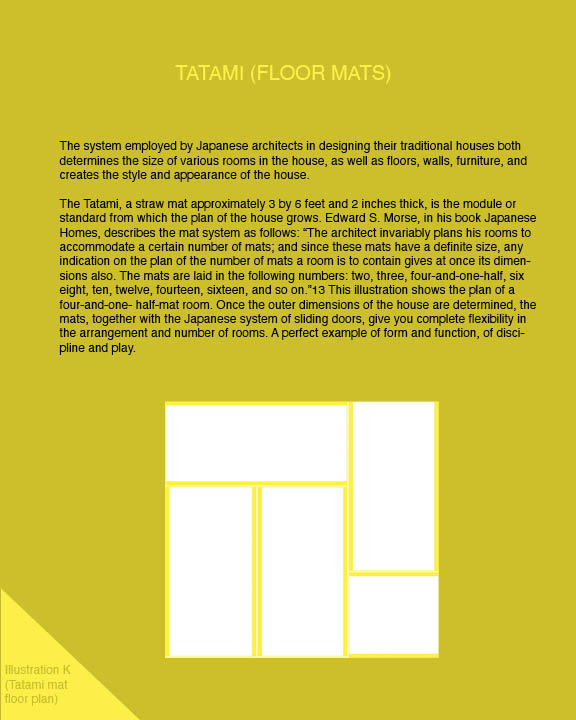 TATAMI (FLOOR MATS)
The system employed by Japanese architects in designing their traditional houses both
determines the size of various rooms in the house, as well as floors, walls, furniture, and
creates the style and appearance of the house.
The Tatami, a straw mat approximately 3 by 6 feet and 2 inches thick, is the module or
standard from which the plan of the house grows. Edward S. Morse, in his book Japanese
Homes, describes the mat system as follows: “The architect invariably plans his rooms to
accommodate a certain number of mats; and since these mats have a definite size, any
indication on the plan of the number of mats a room is to contain gives at once its dimen-
sions also. The mats are laid in the following numbers: two, three, four-and-one-half, six
eight, ten, twelve, fourteen, sixteen, and so on."13 This illustration shows the plan of a
four-and-one- half-mat room. Once the outer dimensions of the house are determined, the
mats, together with the Japanese system of sliding doors, give you complete flexibility in
the arrangement and number of rooms. A perfect example of form and function, of disci-
pline and play.
Illustration K
(Tatami mat
floor plan)